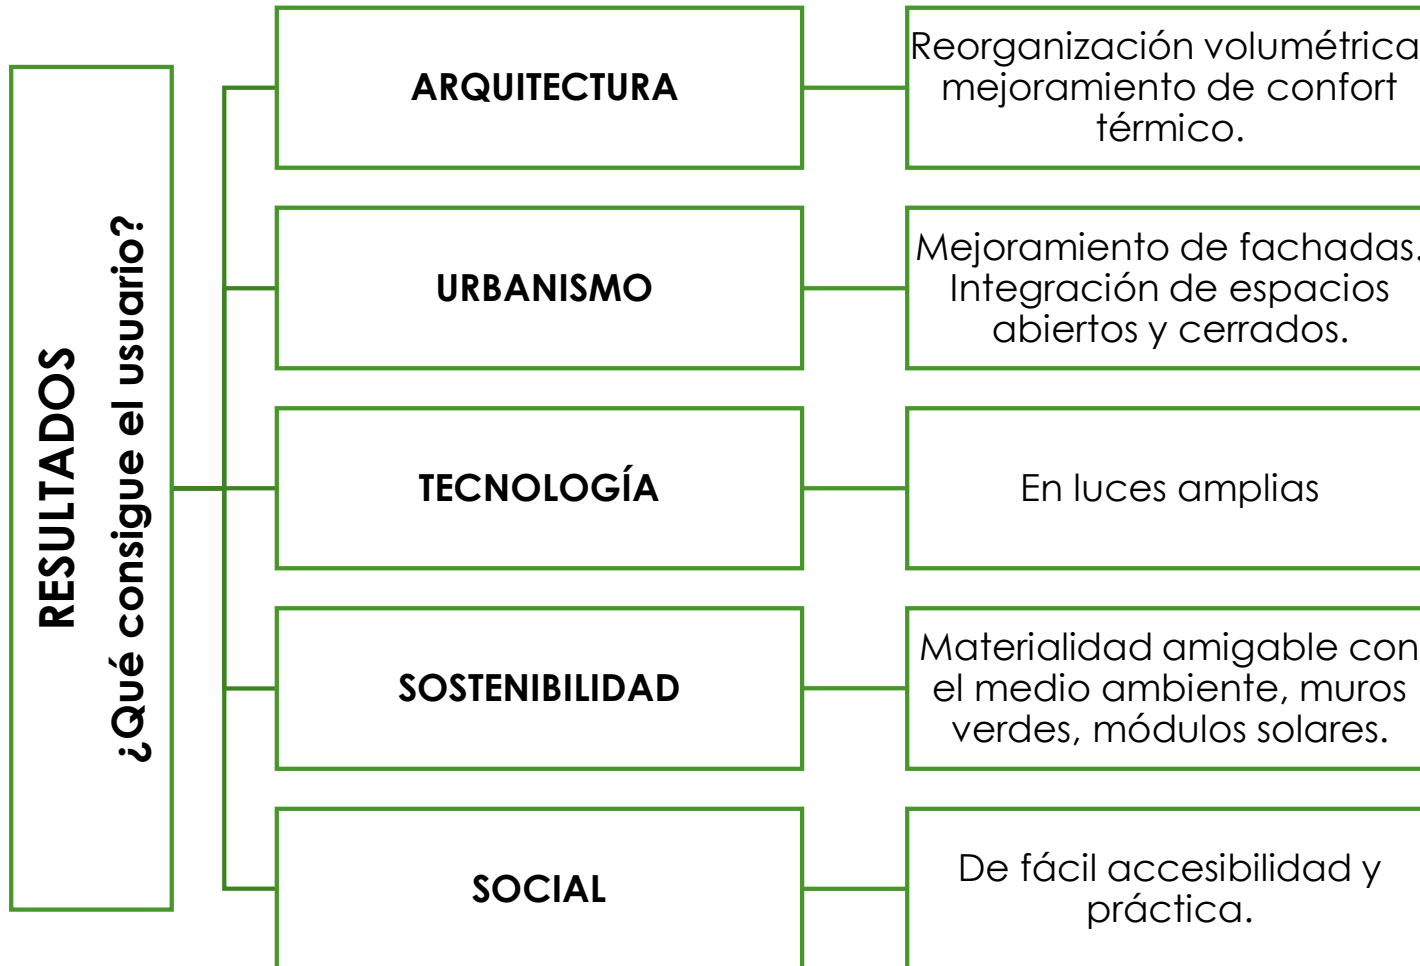 RESULTADOS
¿Qué consigue el usuario?
ARQUITECTURA
Reorganización volumétrica
mejoramiento de confort
térmico.
URBANISMO
Mejoramiento de fachadas.
Integración de espacios
abiertos y cerrados.
TECNOLOGÍA
En luces amplias
SOSTENIBILIDAD
Materialidad amigable con
el medio ambiente, muros
verdes, módulos solares.
SOCIAL
De fácil accesibilidad y
práctica.